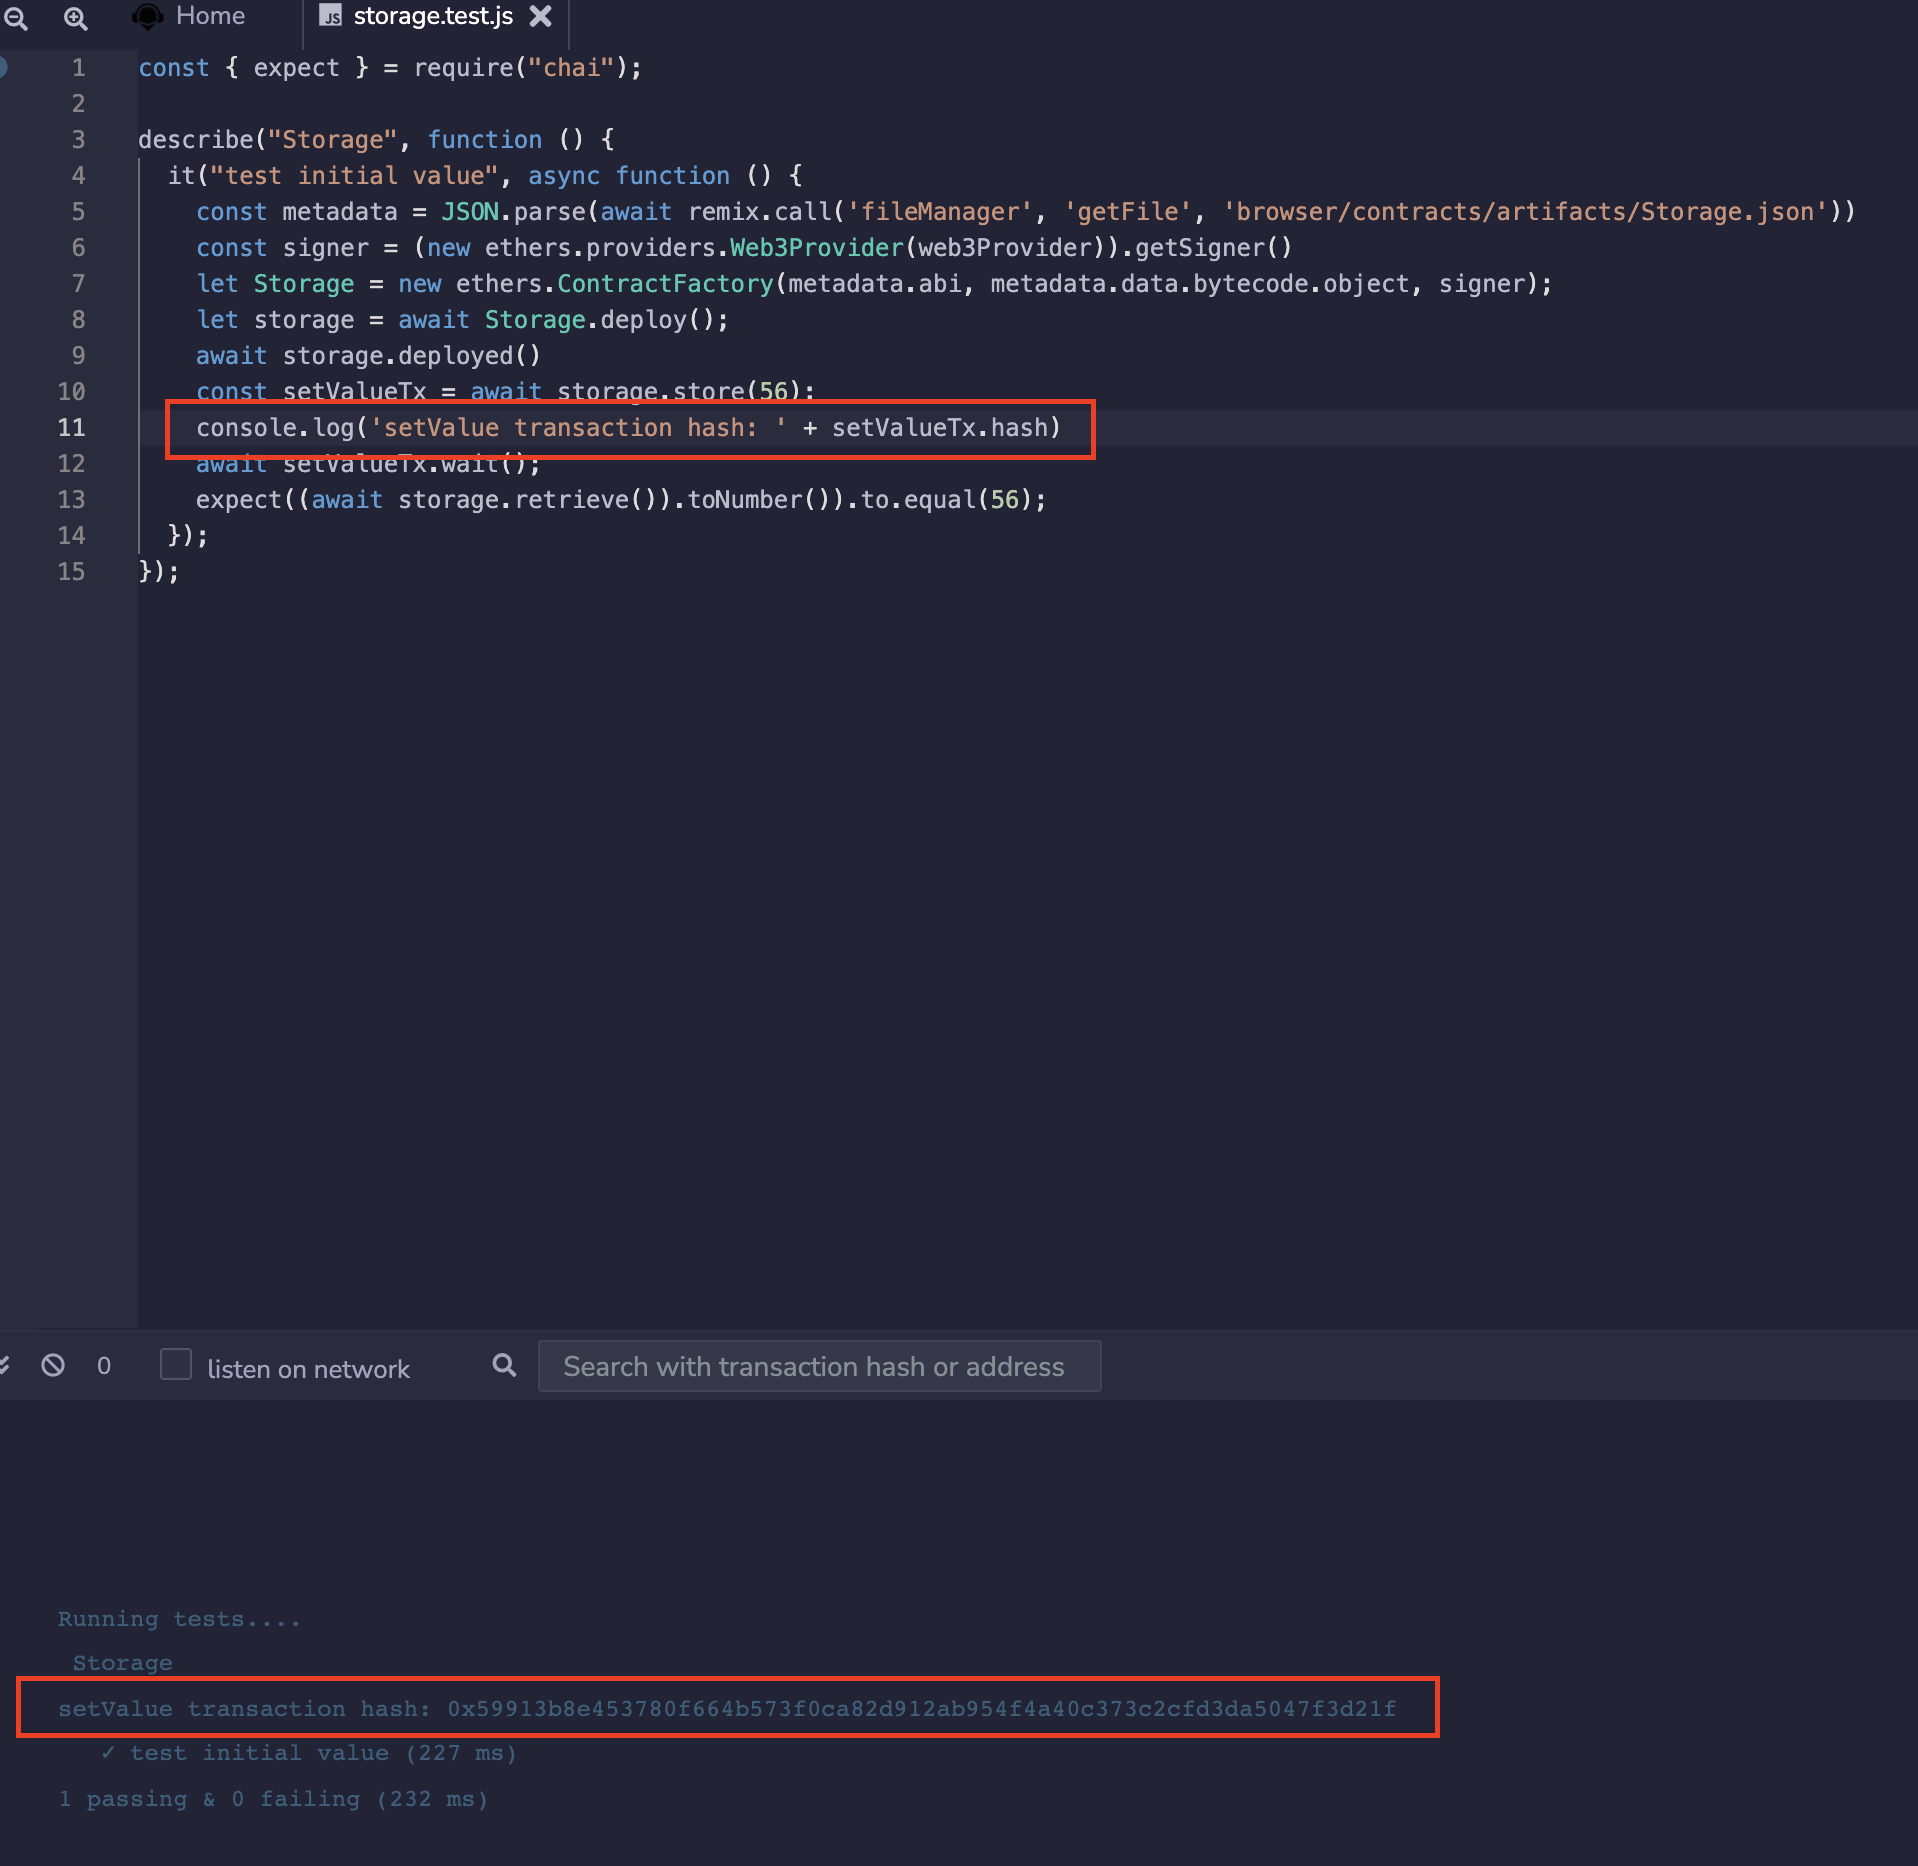 Home
JS storage.test.js
1 const { expect } = require("chai");
2
3 describe("Storage", function () {
4 it("test initial value", async function () {
5 const metadata = JSON.parse(await remix.call('fileManager', 'getFile', 'browser/contracts/artifacts/Storage.json'))
6 const signer = (new ethers.providers.Web3Provider(web3Provider)).getSigner()
7 let Storage = new ethers.ContractFactory(metadata.abi, metadata.data.bytecode.object, signer);
8 let storage = await Storage.deploy();
9 await storage.deployed()
10 const setValueTx = await storage.store(56);
11 console.log('setValue transaction hash: ' + setValueTx.hash)
12 await setValueTx.wait();
13 expect((await storage.retrieve()).toNumber()).to.equal(56);
14 });
15 });
0 listen on network Search with transaction hash or address
Running tests....
Storage
setValue transaction hash: 0x59913b8e453780f664b573f0ca82d912ab954f4a40c373c2cfd3da5047f3d21f
✓ test initial value (227 ms)
1 passing & 0 failing (232 ms)